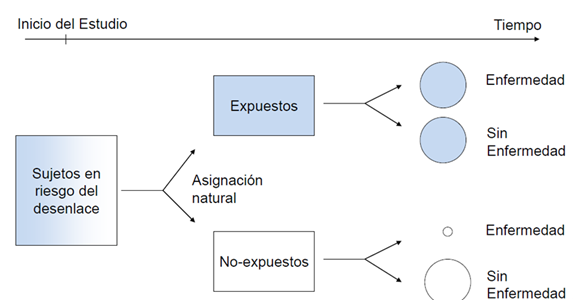 Inicio del Estudio
Tiempo
Enfermedad
Expuestos
Sin
Enfermedad
Sujetos en
riesgo del
desenlace
Asignación
natural
Enfermedad
No-expuestos
Sin
Enfermedad